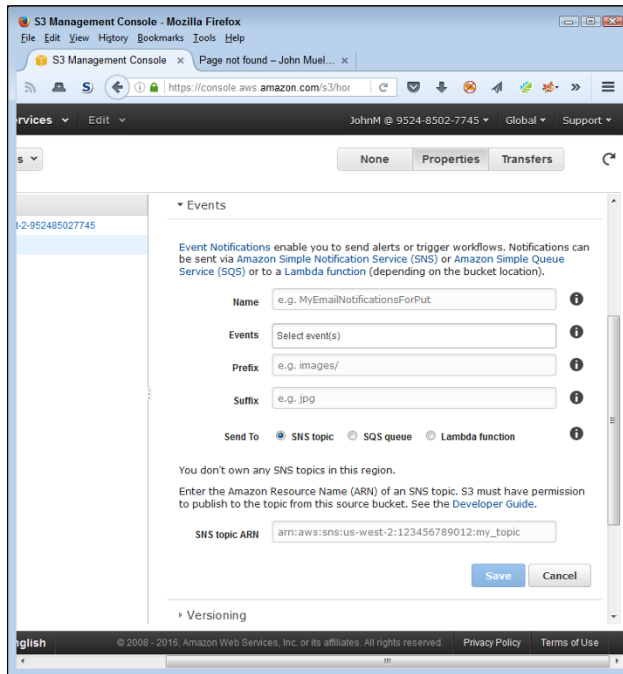 S3 Management Console - Mozilla Firefox
File Edit View History Bookmarks Tools Help
S3 Management Console × Page not found – John Muel... ×
https://console.aws.amazon.com/s3/hor
rvices Edit JohnM @ 9524-8502-7745 Global Support
s None Properties Transfers
Events
t-2-952485027745
Event Notifications enable you to send alerts or trigger workflows. Notifications can
be sent via Amazon Simple Notification Service (SNS) or Amazon Simple Queue
Service (SQS) or to a Lambda function (depending on the bucket location).
Name e.g. MyEmailNotificationsForPut
Events Select event(s)
Prefix e.g. images/
Suffix e.g. jpg
Send To SNS topic SQS queue Lambda function
You don't own any SNS topics in this region.
Enter the Amazon Resource Name (ARN) of an SNS topic. S3 must have permission
to publish to the topic from this source bucket. See the Developer Guide.
SNS topic ARN arn:aws:sns:us-west-2:123456789012:my_topic
Save Cancel
Versioning
nglish © 2008 - 2016, Amazon Web Services, Inc. or its affiliates. All rights reserved. Privacy Policy Terms of Use